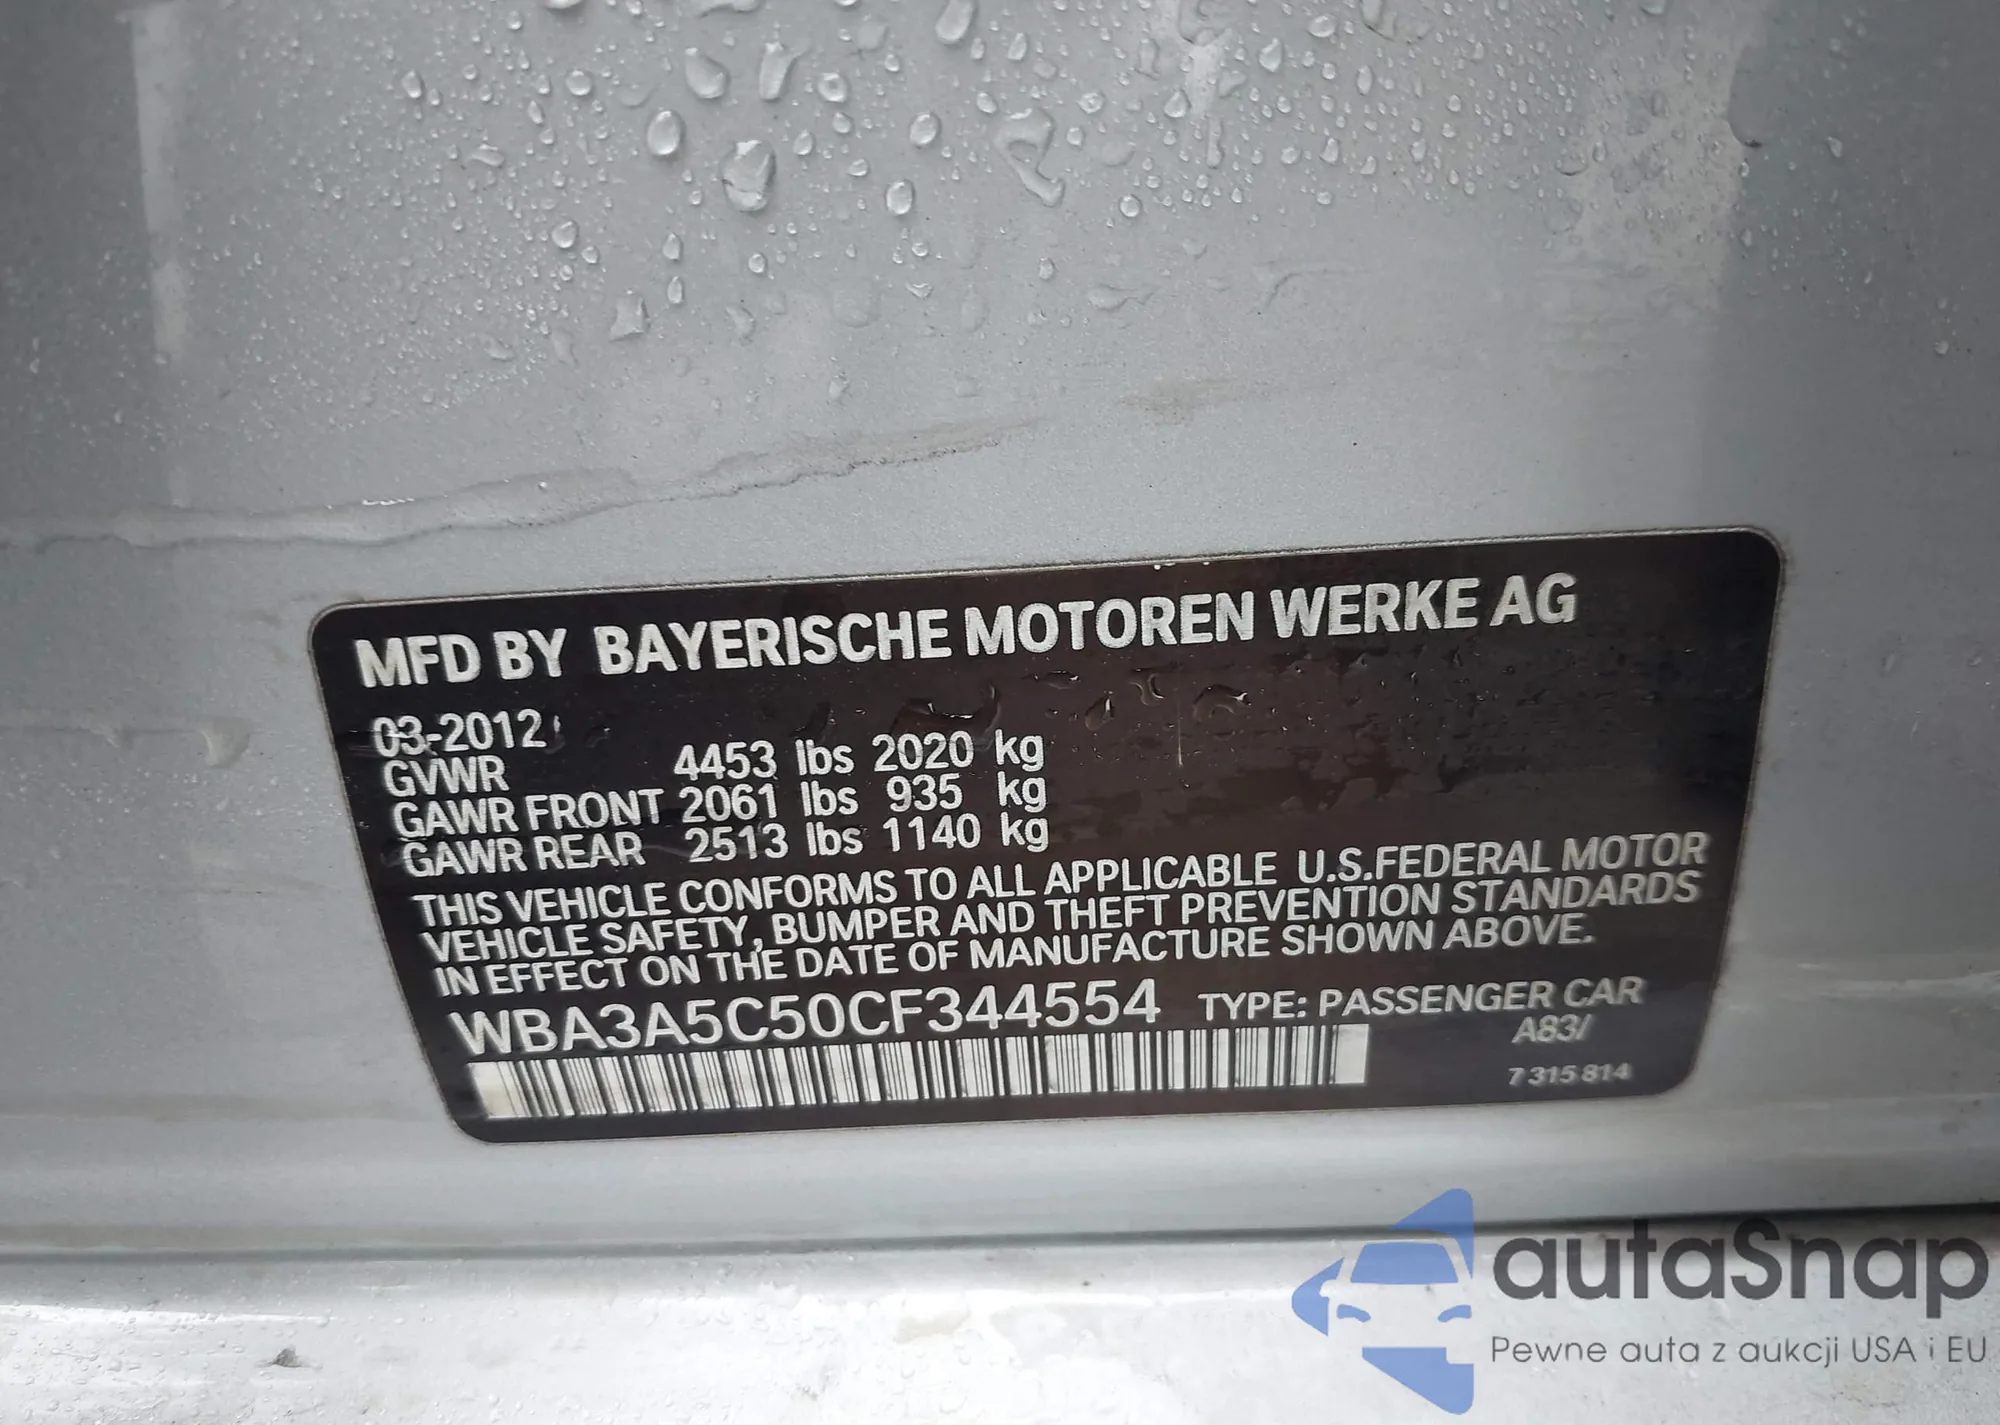 MFD BY BAYERISCHE MOTOREN WERKE AG
03-2012
GVWR 4453 lbs 2020 kg
GAWR FRONT 2061 lbs 935 kg
GAWR REAR 2513 lbs 1140 kg
THIS VEHICLE CONFORMS TO ALL APPLICABLE U.S.FEDERAL MOTOR
VEHICLE SAFETY, BUMPER AND THEFT PREVENTION STANDARDS
IN EFFECT ON THE DATE OF MANUFACTURE SHOWN ABOVE.
WBA3A5C50CF344554 TYPE: PASSENGER CAR
A83/
7 315 814
autaSnap
Pewne auta z aukcji USA i EU